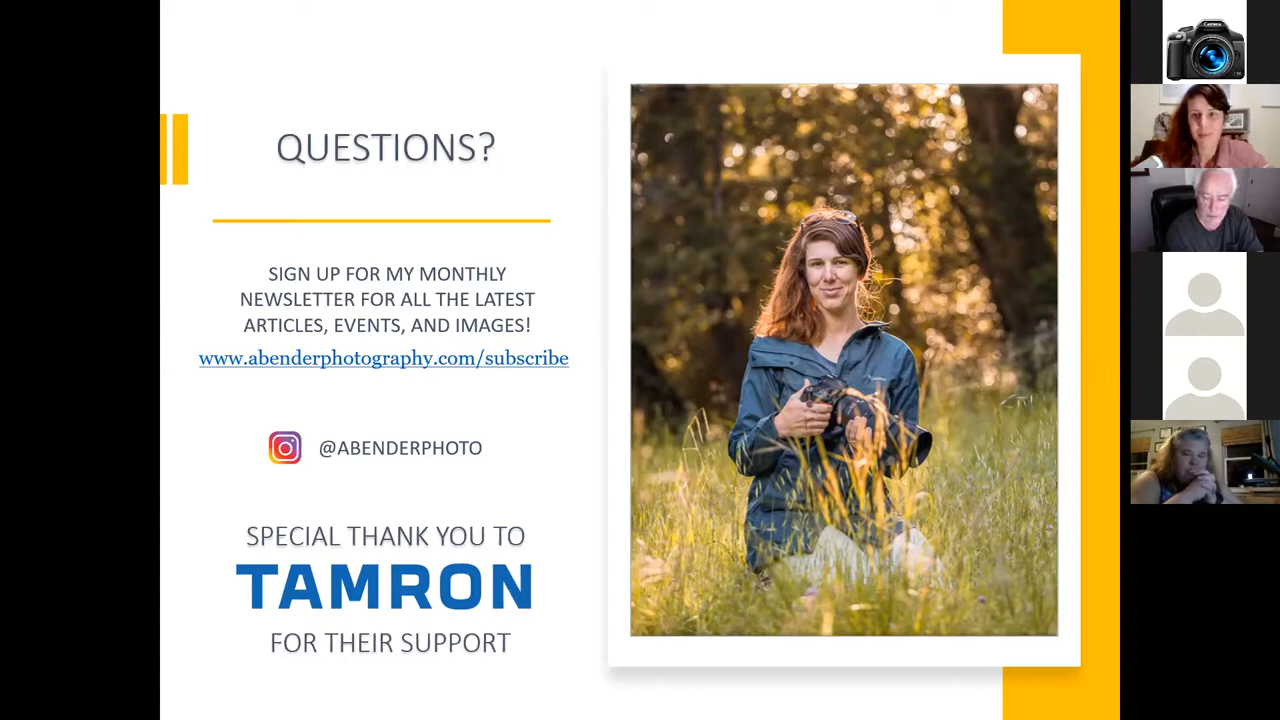 QUESTIONS?
SIGN UP FOR MY MONTHLY
NEWSLETTER FOR ALL THE LATEST
ARTICLES, EVENTS, AND IMAGES!
www.abenderphotography.com/subscribe
@ABENDERPHOTO
SPECIAL THANK YOU TO
TAMRON
FOR THEIR SUPPORT
Camera